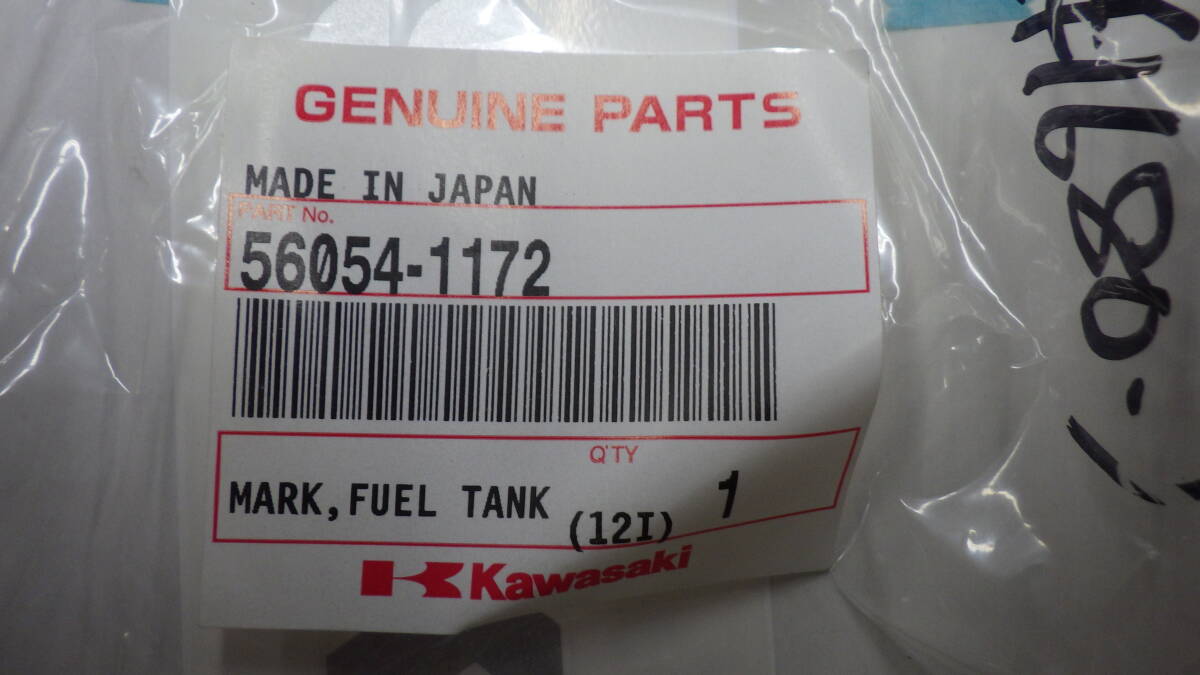 GENUINE PARTS
MADE IN JAPAN
PART No.
56054-1172
Q'TY
MARK,FUEL TANK (12I) 1
Kawasaki